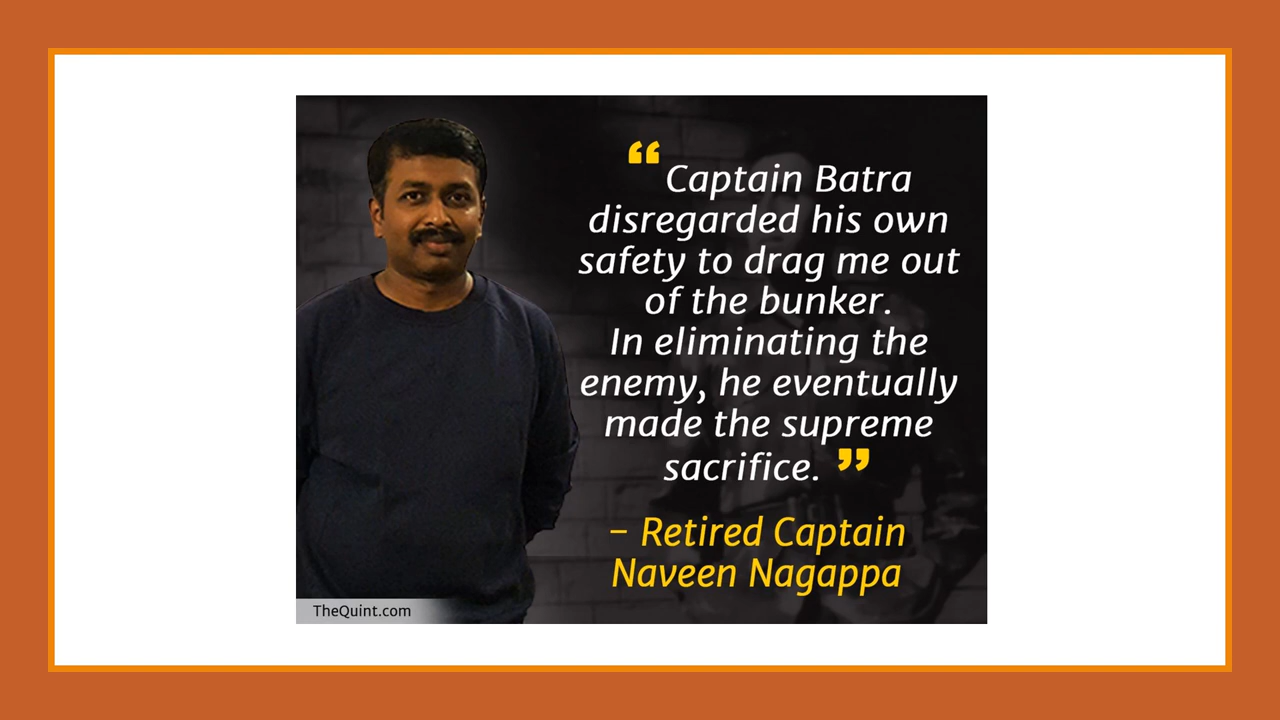 “Captain Batra
disregarded his own
safety to drag me out
of the bunker.
In eliminating the
enemy, he eventually
made the supreme
sacrifice.”
– Retired Captain
Naveen Nagappa
TheQuint.com